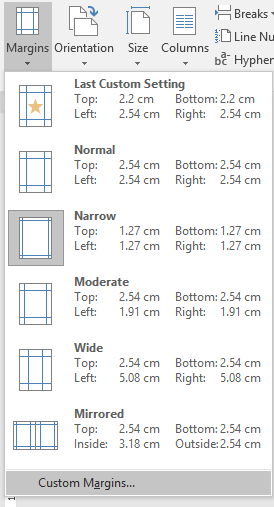 Breaks
Margins Orientation Size Columns Line Nu
Hyphen
Last Custom Setting
Top: 2.2 cm Bottom: 2.2 cm
Left: 2.54 cm Right: 2.54 cm
Normal
Top: 2.54 cm Bottom: 2.54 cm
Left: 2.54 cm Right: 2.54 cm
Narrow
Top: 1.27 cm Bottom: 1.27 cm
Left: 1.27 cm Right: 1.27 cm
Moderate
Top: 2.54 cm Bottom: 2.54 cm
Left: 1.91 cm Right: 1.91 cm
Wide
Top: 2.54 cm Bottom: 2.54 cm
Left: 5.08 cm Right: 5.08 cm
Mirrored
Top: 2.54 cm Bottom: 2.54 cm
Inside: 3.18 cm Outside: 2.54 cm
Custom Margins...